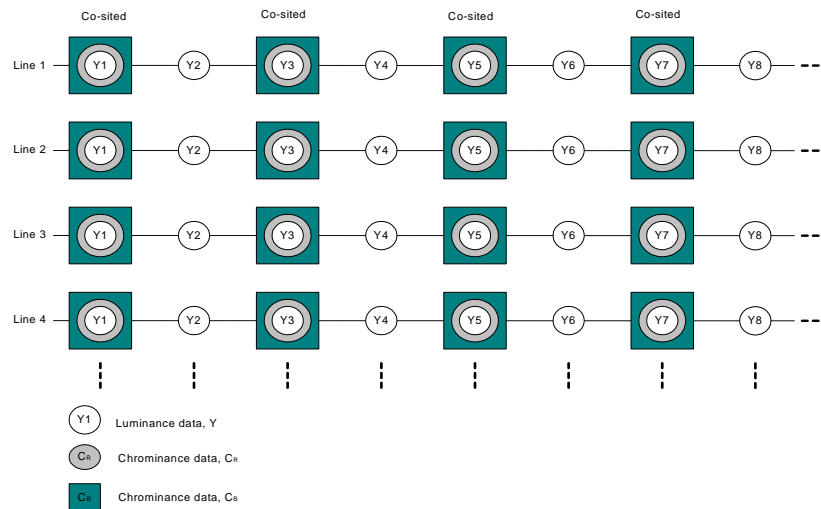 Co-sited Co-sited Co-sited Co-sited
Line 1 Y1 Y2 Y3 Y4 Y5 Y6 Y7 Y8
Line 2 Y1 Y2 Y3 Y4 Y5 Y6 Y7 Y8
Line 3 Y1 Y2 Y3 Y4 Y5 Y6 Y7 Y8
Line 4 Y1 Y2 Y3 Y4 Y5 Y6 Y7 Y8
Y1 Luminance data, Y
CR Chrominance data, CR
CB Chrominance data, CB